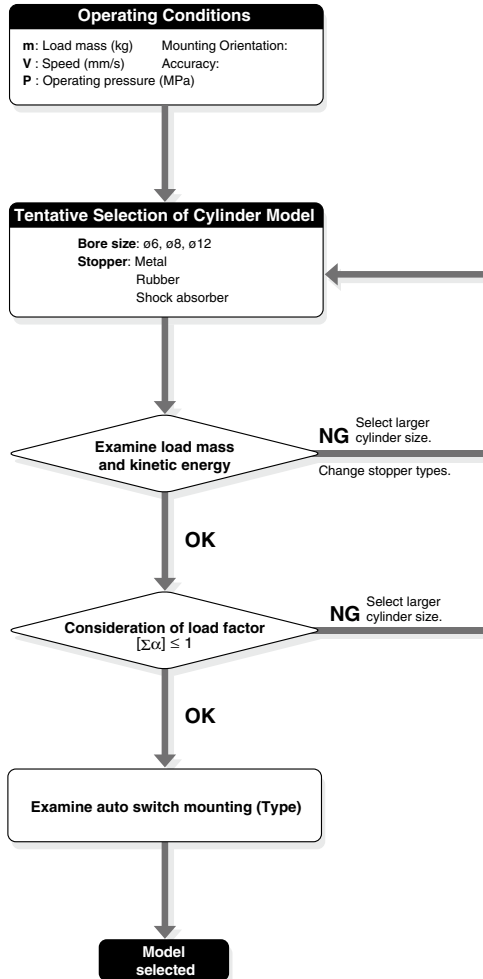 Operating Conditions
m: Load mass (kg) Mounting Orientation:
V : Speed (mm/s) Accuracy:
P : Operating pressure (MPa)
Tentative Selection of Cylinder Model
Bore size: ø6, ø8, ø12
Stopper: Metal
Rubber
Shock absorber
Examine load mass
and kinetic energy
NG Select larger
cylinder size.
Change stopper types.
OK
Consideration of load factor
[Σα] ≤ 1
NG Select larger
cylinder size.
OK
Examine auto switch mounting (Type)
Model
selected